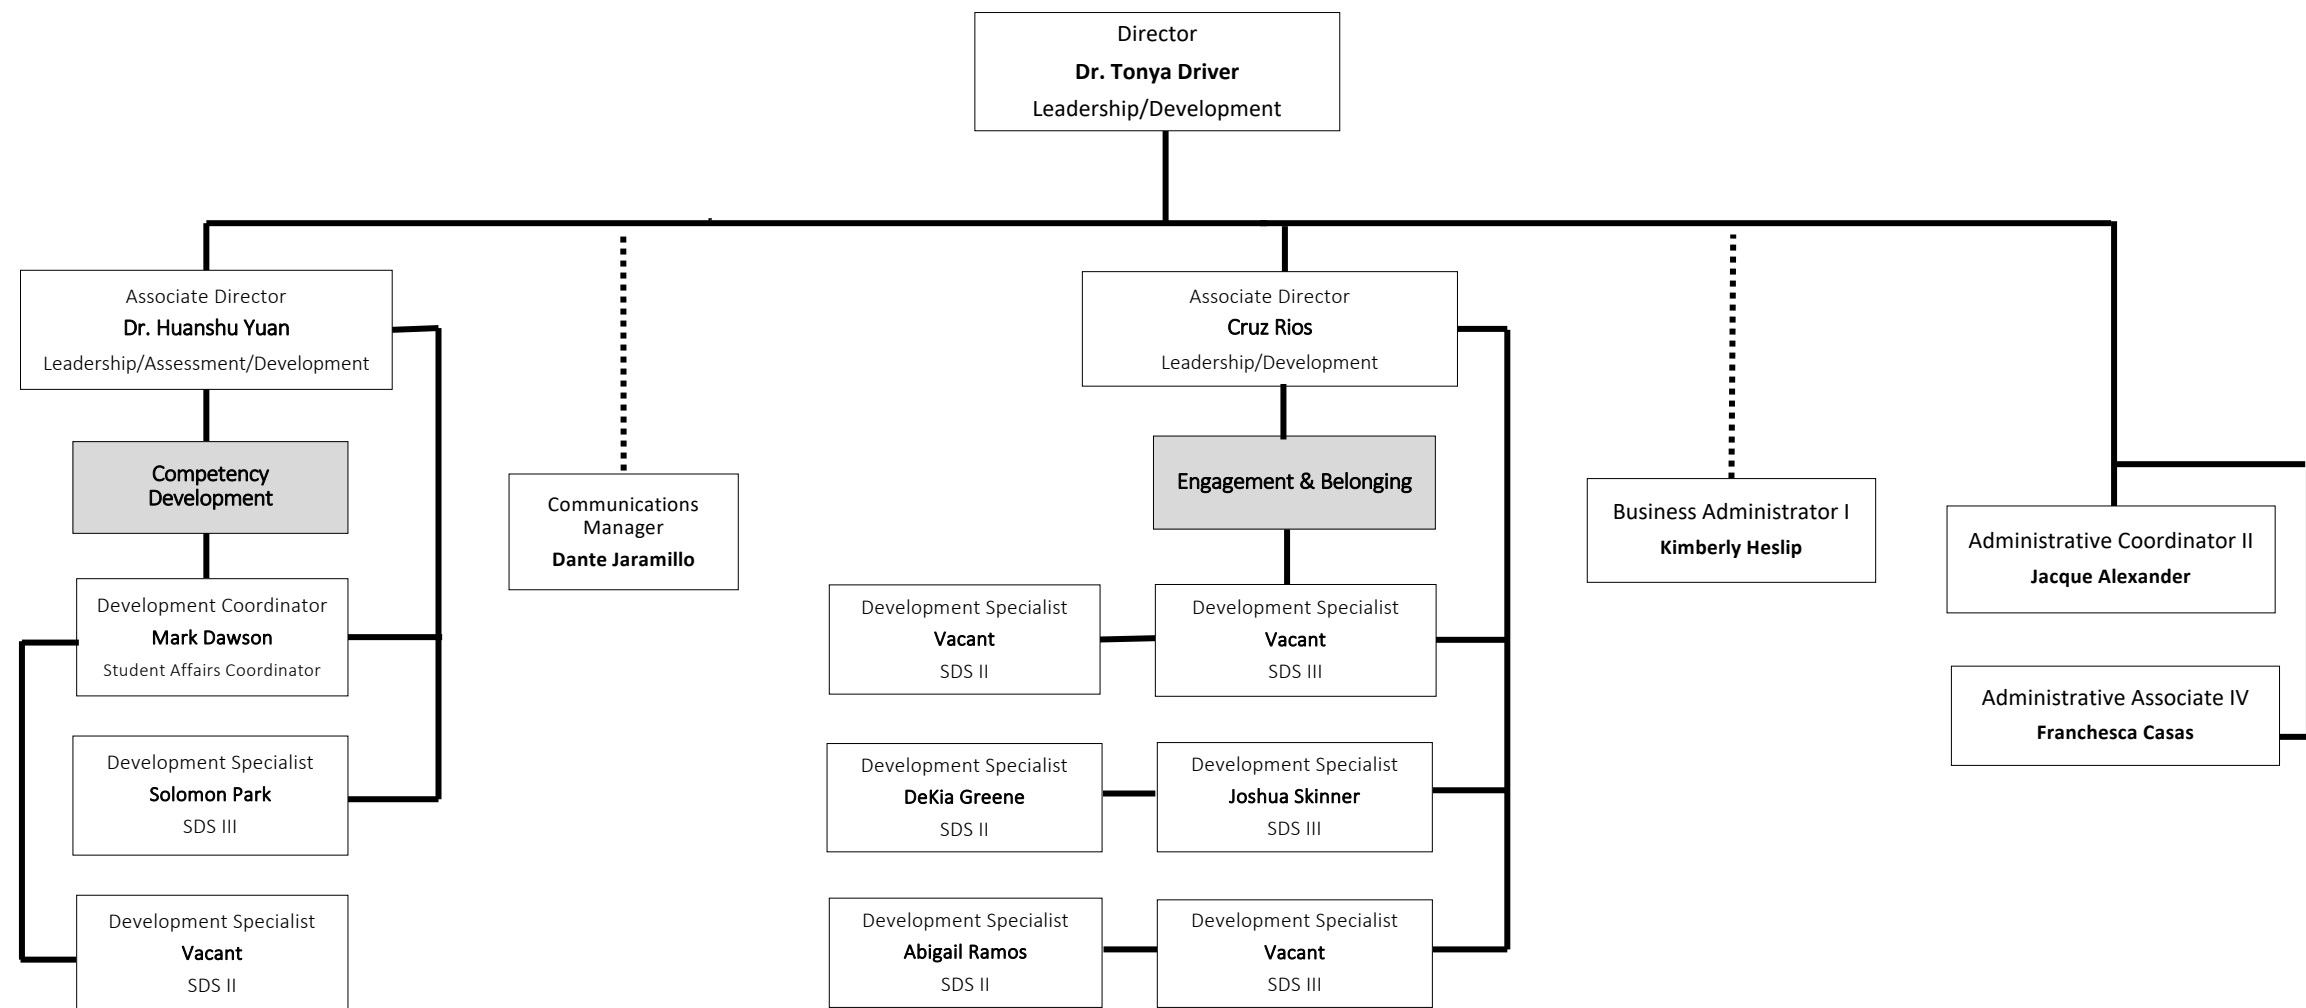 Director
Dr. Tonya Driver
Leadership/Development
Associate Director
Dr. Huanshu Yuan
Leadership/Assessment/Development
Competency
Development
Development Coordinator
Mark Dawson
Student Affairs Coordinator
Development Specialist
Solomon Park
SDS III
Development Specialist
Vacant
SDS II
Communications
Manager
Dante Jaramillo
Associate Director
Cruz Rios
Leadership/Development
Engagement & Belonging
Development Specialist
Vacant
SDS II
Development Specialist
Vacant
SDS III
Development Specialist
DeKia Greene
SDS II
Development Specialist
Joshua Skinner
SDS III
Development Specialist
Abigail Ramos
SDS II
Development Specialist
Vacant
SDS III
Business Administrator I
Kimberly Heslip
Administrative Coordinator II
Jacque Alexander
Administrative Associate IV
Franchesca Casas